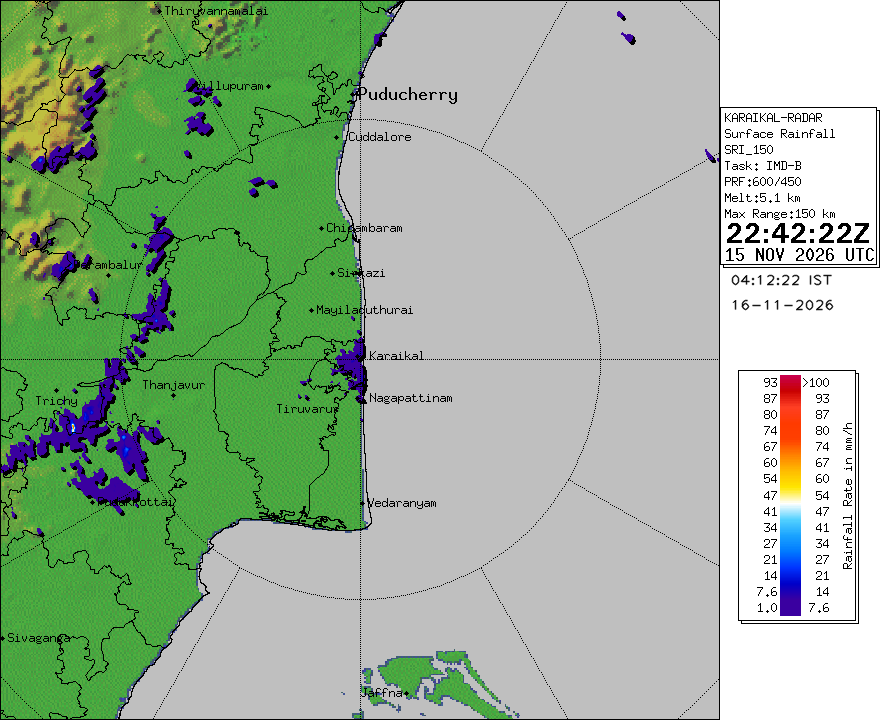 Thiruvannamalai
Villupuram
Puducherry
Cuddalore
Chidambaram
Sirkazi
Perambalur
Mayiladuthurai
Karaikal
Thanjavur
Trichy
Nagapattinam
Tiruvarur
Pudukkottai
Vedaranyam
Sivaganga
Jaffna
KARAIKAL-RADAR
Surface Rainfall
SRI_150
Task: IMD-B
PRF:600/450
Melt:5.1 km
Max Range:150 km
22:42:22Z
15 NOV 2026 UTC
04:12:22 IST
16-11-2026
93 >100
87 93
80 87
74 80
67 74
60 67
54 60
47 54
41 47
34 41
27 34
21 27
14 21
7.6 14
1.0 7.6
Rainfall Rate in mm/h